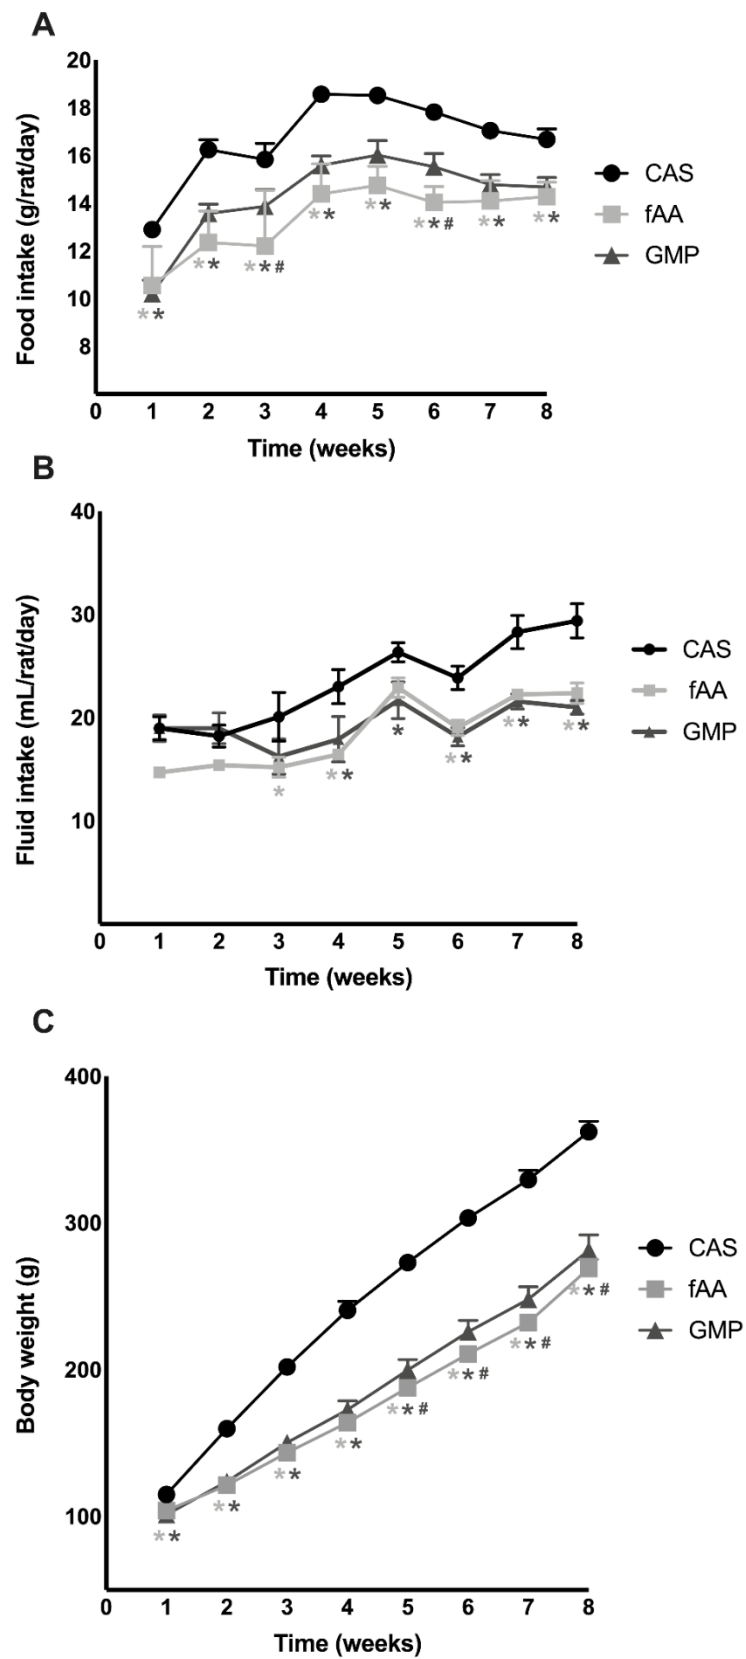 A
Food intake (g/rat/day)
20
18
16
14
12
10
8
CAS
fAA
GMP
**
**
**#
**
**
**#
**
**
0 1 2 3 4 5 6 7 8
Time (weeks)
B
Fluid intake (mL/rat/day)
40
30
20
10
CAS
fAA
GMP
*
**
*
**
**
**
0 1 2 3 4 5 6 7 8
Time (weeks)
C
Body weight (g)
400
300
200
100
CAS
fAA
GMP
**
**
**
**
**#
**#
**#
**#
0 1 2 3 4 5 6 7 8
Time (weeks)